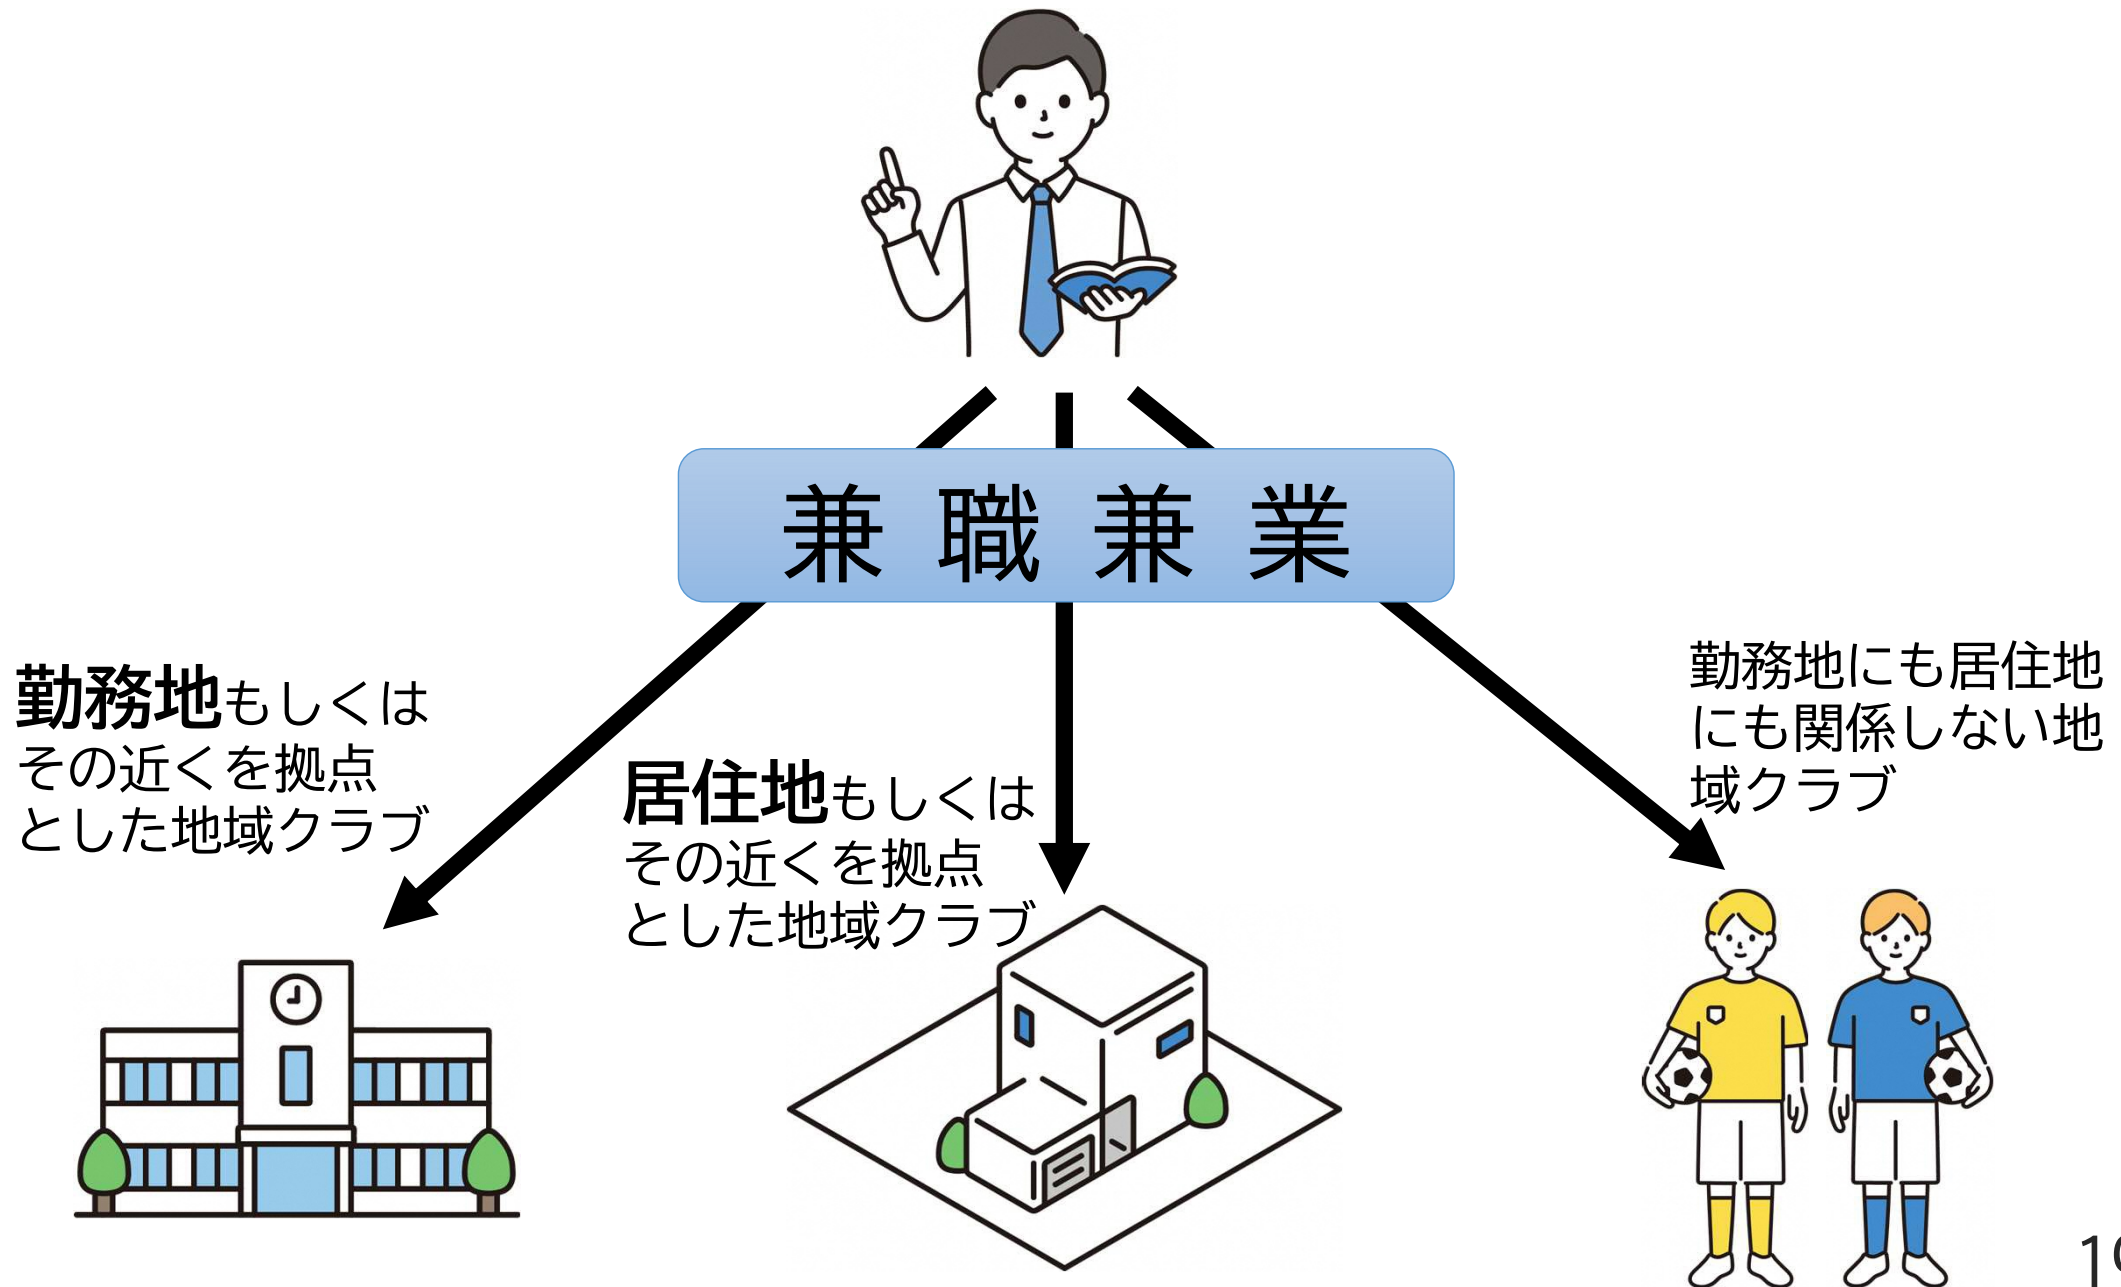 兼職兼業
勤務地もしくは
その近くを拠点
とした地域クラブ
居住地もしくは
その近くを拠点
とした地域クラブ
勤務地にも居住地
にも関係しない地
域クラブ